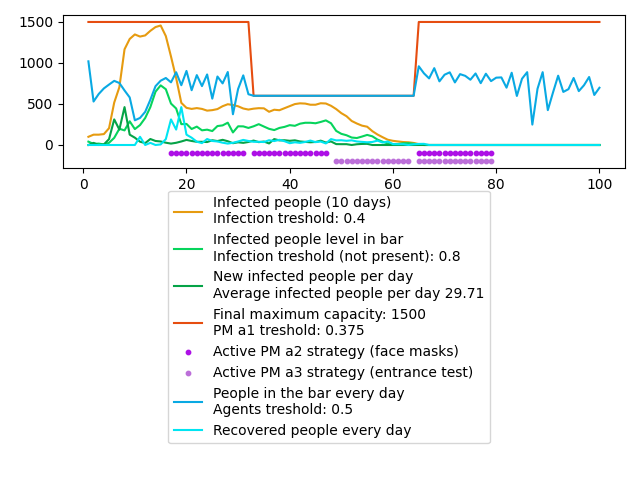 1500
1000
500
0
0 20 40 60 80 100
Infected people (10 days)
Infection treshold: 0.4
Infected people level in bar
Infection treshold (not present): 0.8
New infected people per day
Average infected people per day 29.71
Final maximum capacity: 1500
PM a1 treshold: 0.375
Active PM a2 strategy (face masks)
Active PM a3 strategy (entrance test)
People in the bar every day
Agents treshold: 0.5
Recovered people every day